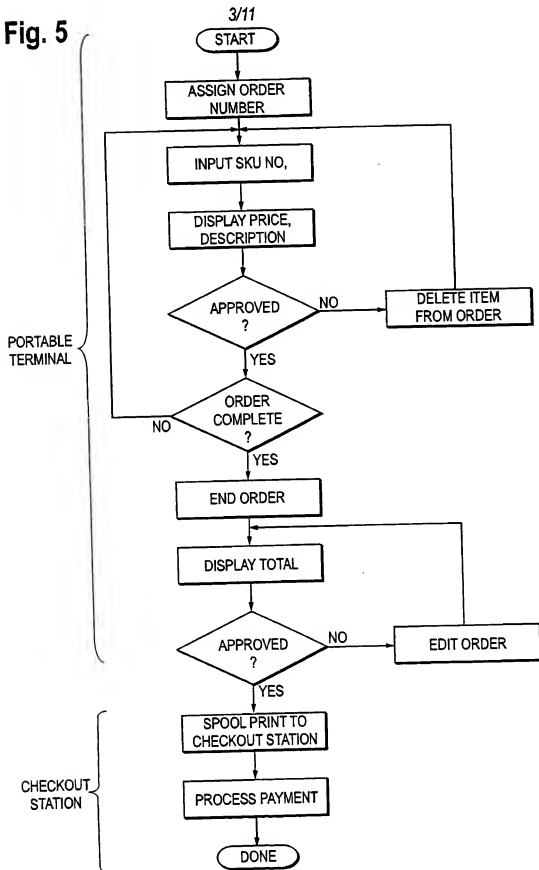 Fig. 5
3/11
START
ASSIGN ORDER
NUMBER
INPUT SKU NO,
DISPLAY PRICE,
DESCRIPTION
APPROVED
?
NO
DELETE ITEM
FROM ORDER
YES
PORTABLE
TERMINAL
ORDER
COMPLETE
?
NO
YES
END ORDER
DISPLAY TOTAL
APPROVED
?
NO
EDIT ORDER
YES
SPOOL PRINT TO
CHECKOUT STATION
CHECKOUT
STATION
PROCESS PAYMENT
DONE